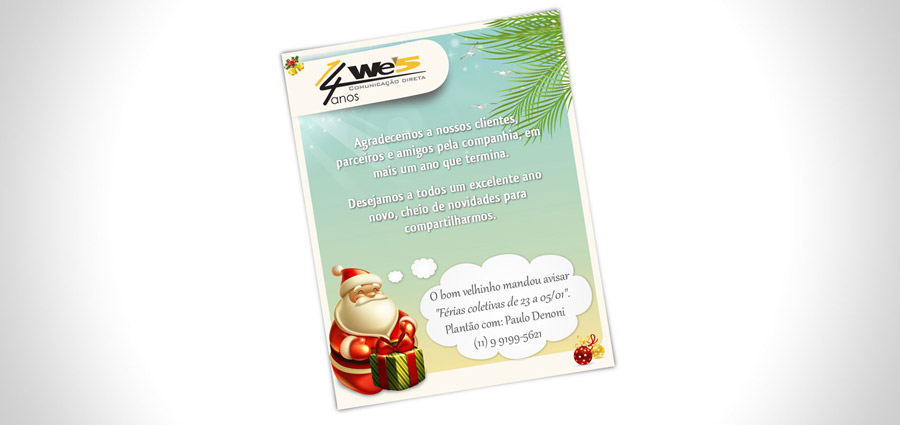 14 We's
COMUNICAÇÃO DIRETA
anos
Agradecemos a nossos clientes,
parceiros e amigos pela companhia, em
mais um ano que termina.
Desejamos a todos um excelente ano
novo, cheio de novidades para
compartilharmos.
O bom velhinho mandou avisar
"Férias coletivas de 23 a 05/01".
Plantão com: Paulo Denoni
(11) 9 9199-5621